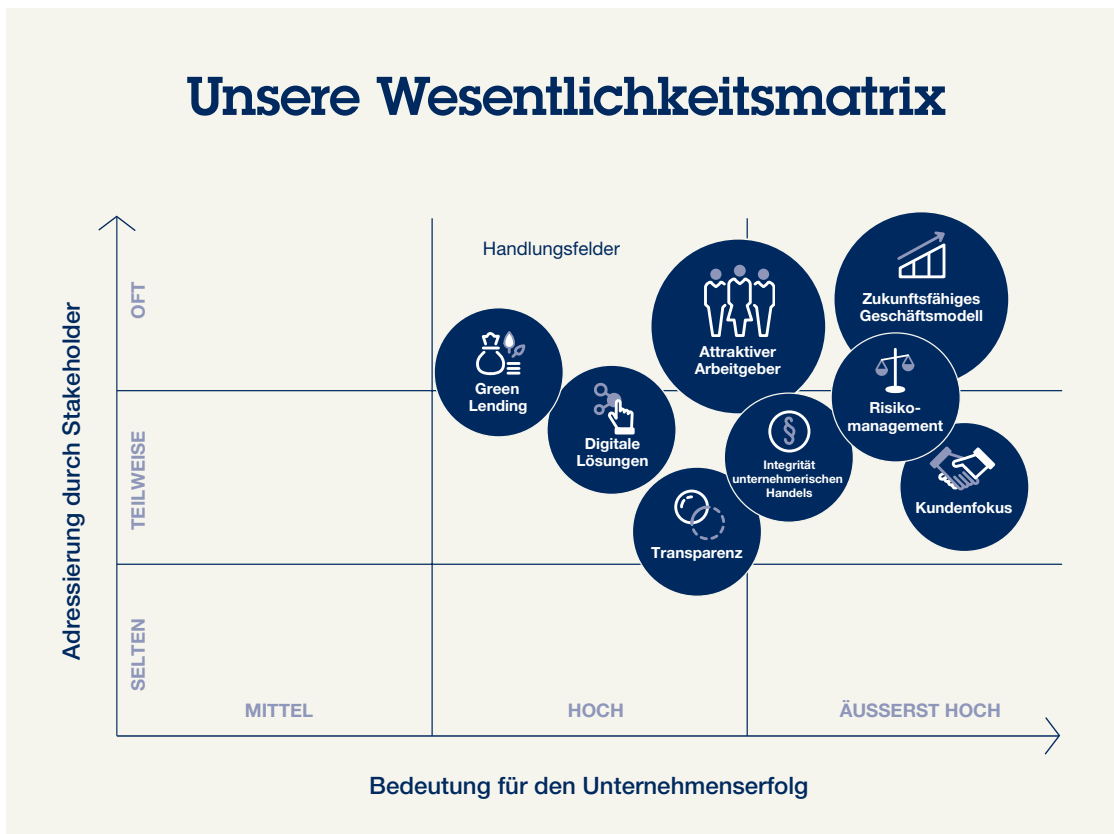 Unsere Wesentlichkeitsmatrix
Adressierung durch Stakeholder
OFT
TEILWEISE
SELTEN
Handlungsfelder
Green
Lending
Digitale
Lösungen
Transparenz
Attraktiver
Arbeitgeber
Integrität
unternehmerischen
Handels
§
Zukunftsfähiges
Geschäftsmodell
Risiko-
management
Kundenfokus
MITTEL
HOCH
ÄUSSERST HOCH
Bedeutung für den Unternehmenserfolg